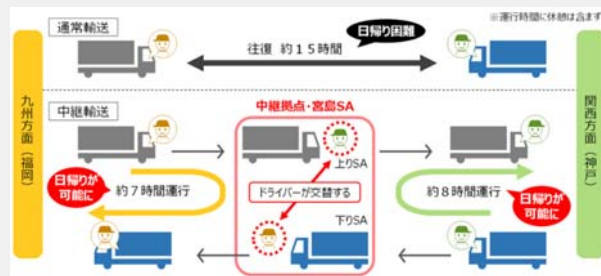 ※運行時間に休憩は含まず
通常輸送
往復 約15時間
日帰り困難
九州方面(福岡)
関西方面(神戸)
中継輸送
中継拠点・宮島SA
上りSA
日帰りが
可能に
約7時間運行
ドライバーが交替する
約8時間運行
日帰りが
可能に
下りSA